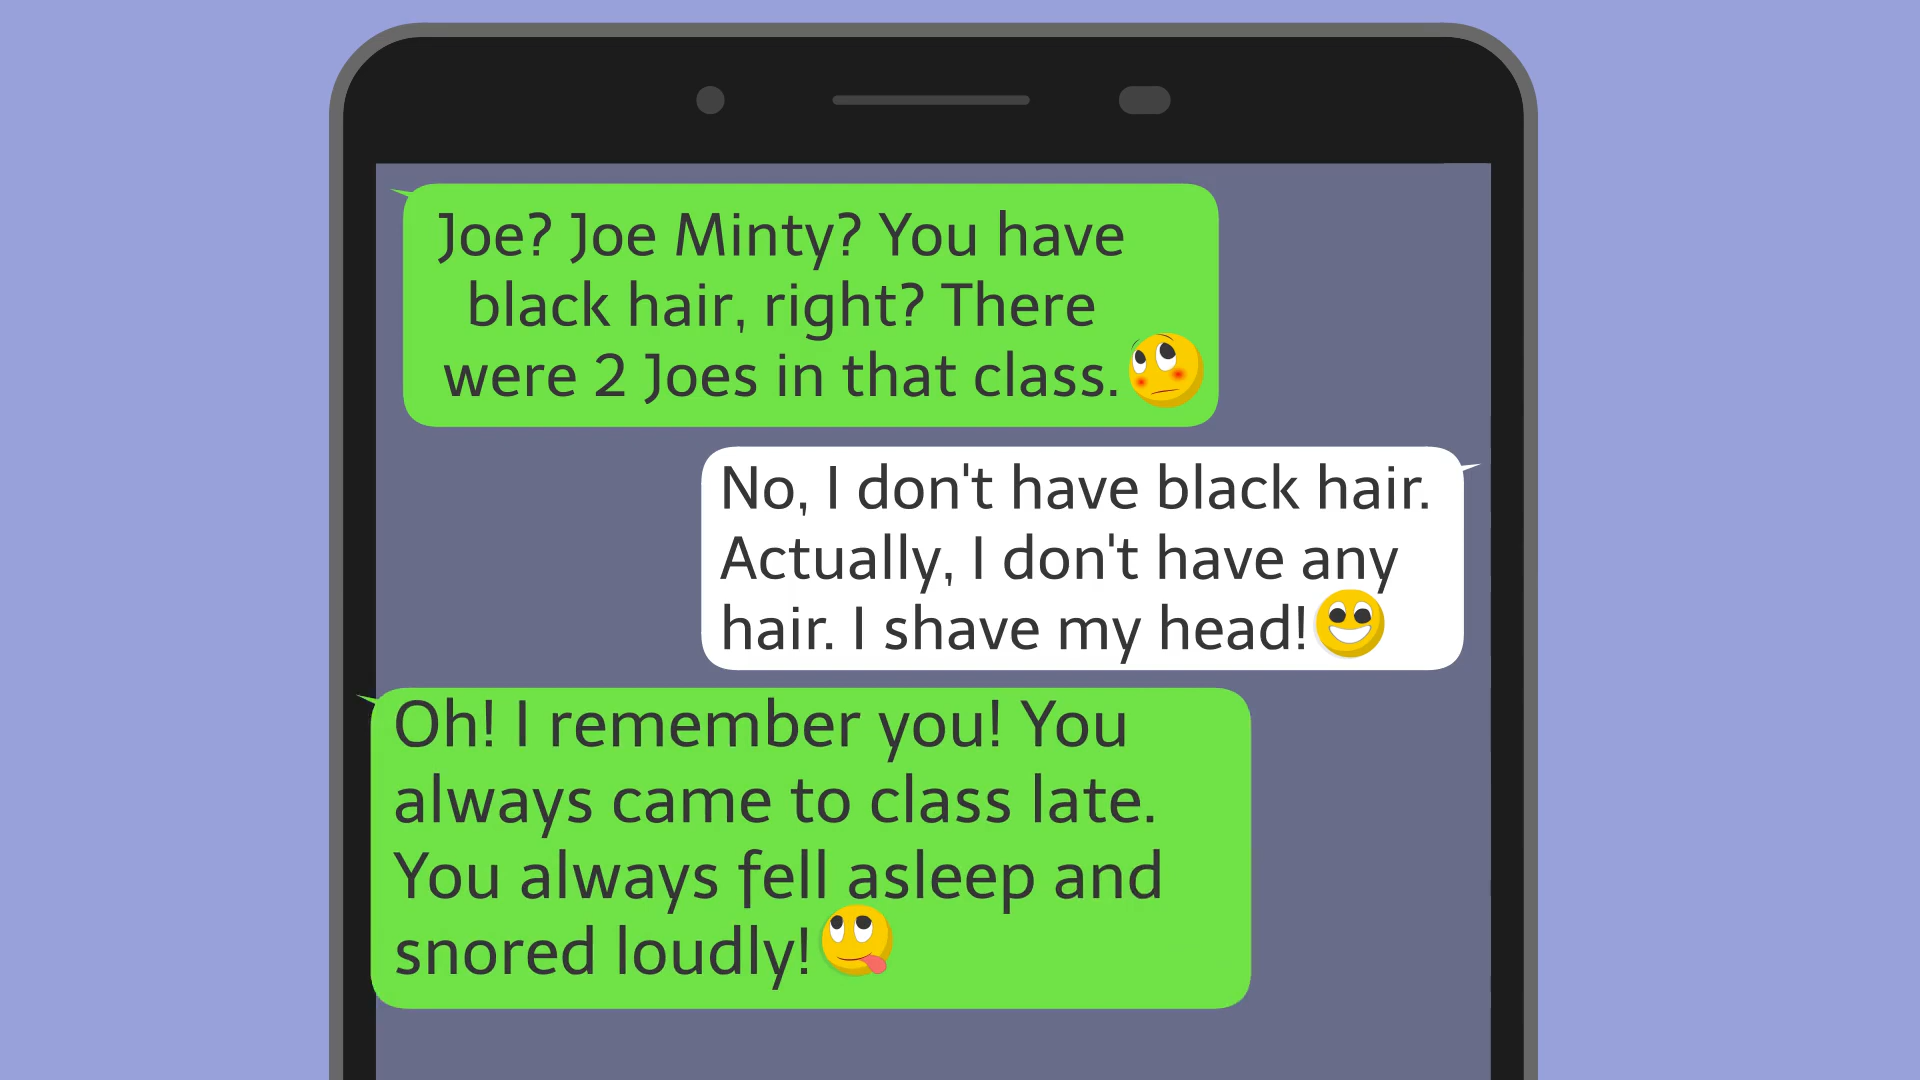 Joe? Joe Minty? You have
black hair, right? There
were 2 Joes in that class.
No, I don't have black hair.
Actually, I don't have any
hair. I shave my head!
Oh! I remember you! You
always came to class late.
You always fell asleep and
snored loudly!